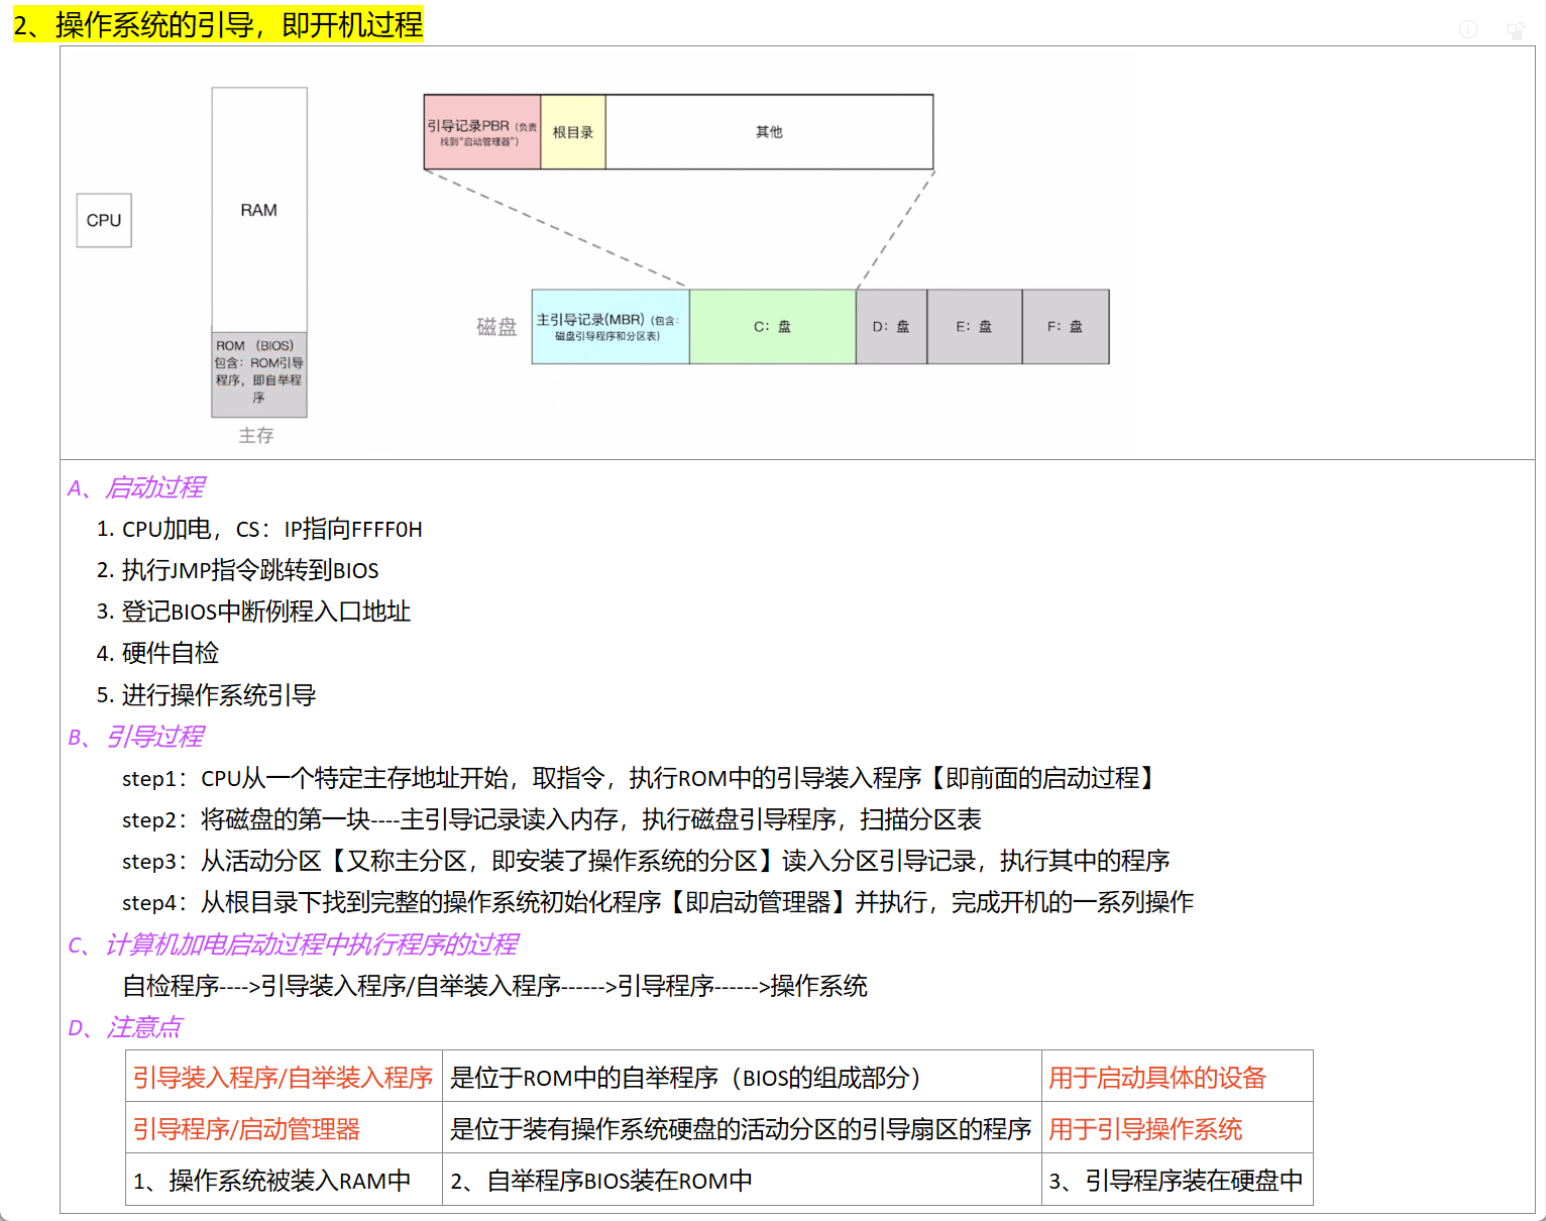 2、操作系统的引导，即开机过程
引导记录PBR（负责
找到“启动管理器”）
根目录
其他
CPU
RAM
ROM （BIOS）
包含：ROM引导
程序，即自举程
序
主存
磁盘
主引导记录(MBR)（包含：
磁盘引导程序和分区表）
C：盘
D：盘
E：盘
F：盘
A、启动过程
1. CPU加电，CS：IP指向FFFF0H
2. 执行JMP指令跳转到BIOS
3. 登记BIOS中断例程入口地址
4. 硬件自检
5. 进行操作系统引导
B、引导过程
step1：CPU从一个特定主存地址开始，取指令，执行ROM中的引导装入程序【即前面的启动过程】
step2：将磁盘的第一块----主引导记录读入内存，执行磁盘引导程序，扫描分区表
step3：从活动分区【又称主分区，即安装了操作系统的分区】读入分区引导记录，执行其中的程序
step4：从根目录下找到完整的操作系统初始化程序【即启动管理器】并执行，完成开机的一系列操作
C、计算机加电启动过程中执行程序的过程
自检程序---->引导装入程序/自举装入程序------>引导程序------>操作系统
D、注意点
引导装入程序/自举装入程序 是位于ROM中的自举程序（BIOS的组成部分） 用于启动具体的设备
引导程序/启动管理器 是位于装有操作系统硬盘的活动分区的引导扇区的程序 用于引导操作系统
1、操作系统被装入RAM中 2、自举程序BIOS装在ROM中 3、引导程序装在硬盘中